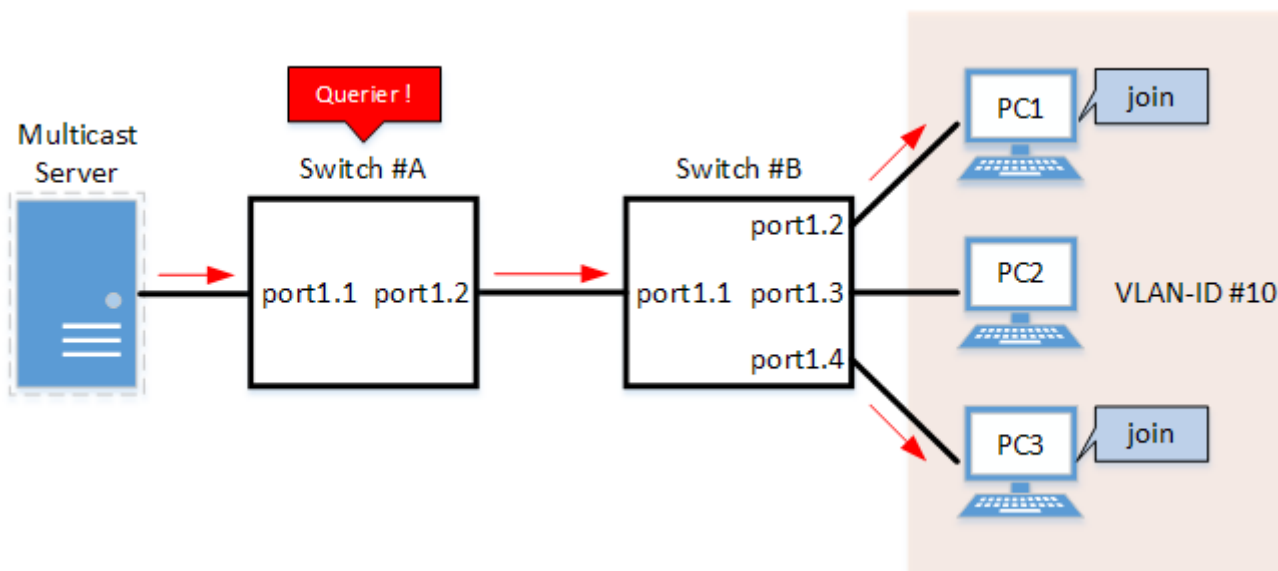 Querier !
Multicast
Server
Switch #A
Switch #B
port1.1 port1.2
port1.2
port1.1 port1.3
port1.4
PC1
join
PC2
VLAN-ID #10
PC3
join